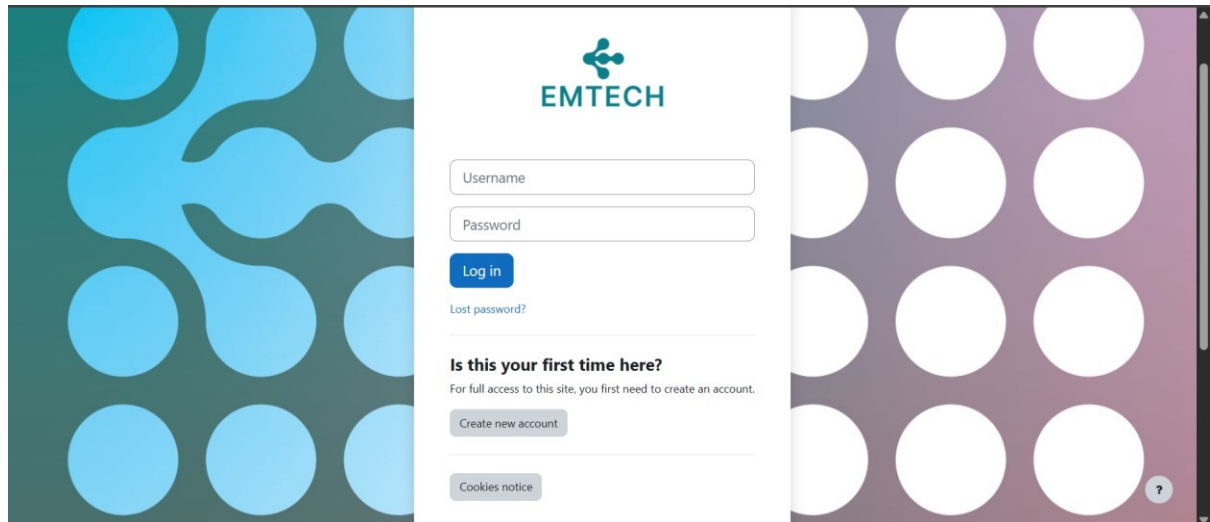 EMTECH
Username
Password
Log in
Lost password?
Is this your first time here?
For full access to this site, you first need to create an account.
Create new account
Cookies notice
?